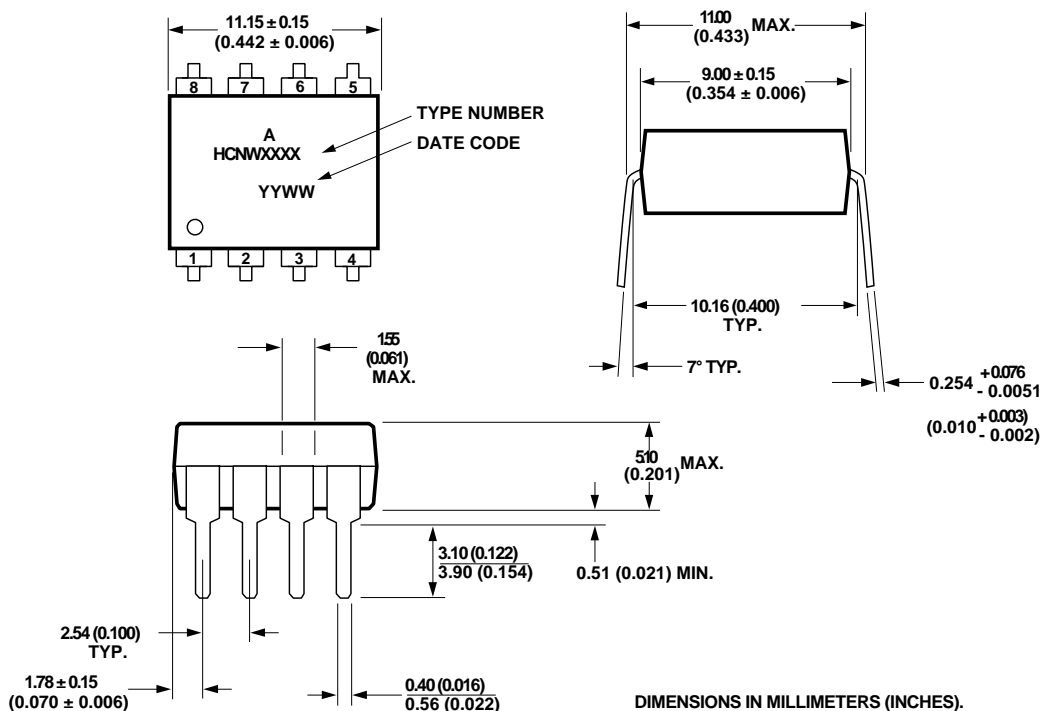 11.15 ± 0.15
(0.442 ± 0.006)
8 7 6 5
A
HCNWXXXX
YYWW
1 2 3 4
TYPE NUMBER
DATE CODE
11.00
(0.433) MAX.
9.00 ± 0.15
(0.354 ± 0.006)
10.16 (0.400)
TYP.
7° TYP.
0.254 +0.076
- 0.0051
(0.010 +0.003)
- 0.002)
1.55
(0.061)
MAX.
5.10
(0.201) MAX.
3.10 (0.122)
3.90 (0.154)
0.51 (0.021) MIN.
2.54 (0.100)
TYP.
1.78 ± 0.15
(0.070 ± 0.006)
0.40 (0.016)
0.56 (0.022)
DIMENSIONS IN MILLIMETERS (INCHES).